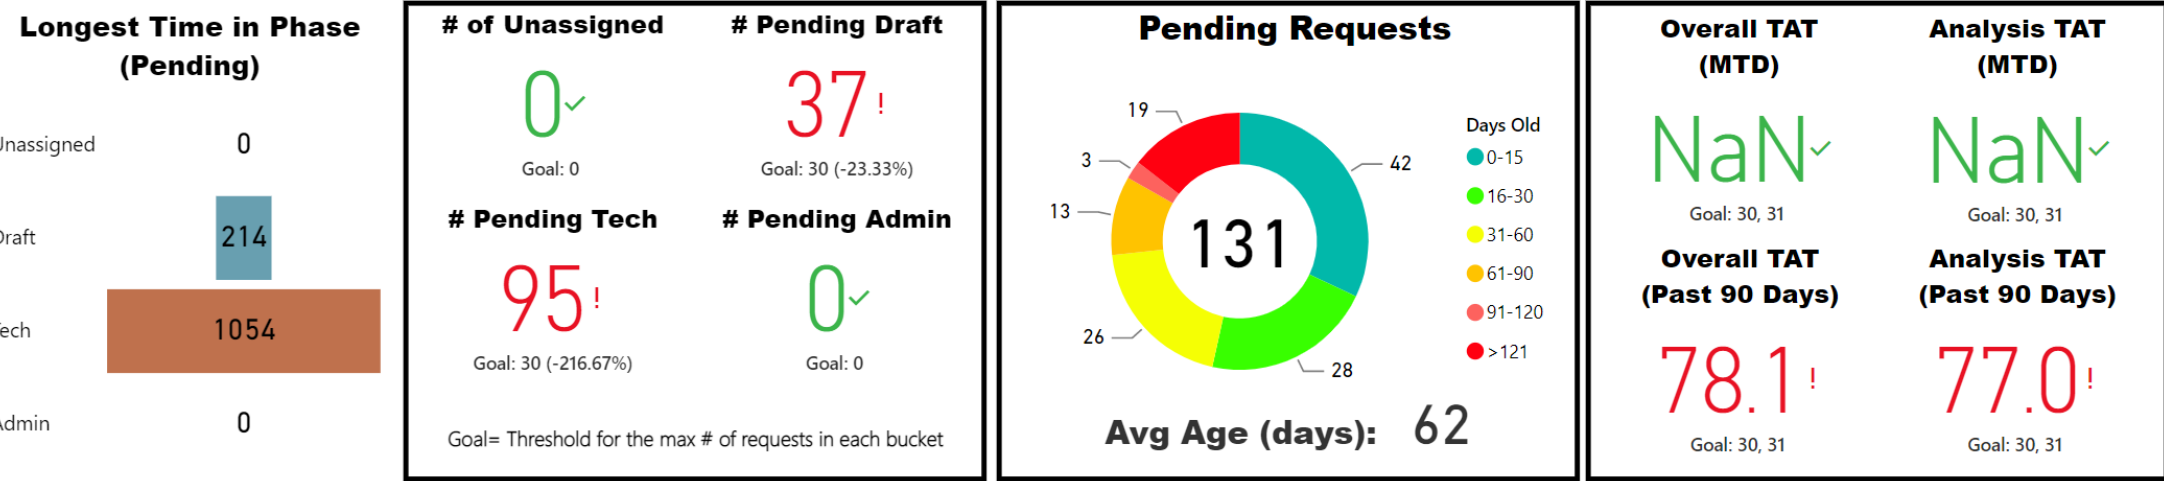 Longest Time in Phase
(Pending)
Unassigned
0
Draft
214
Tech
1054
Admin
0
# of Unassigned
0
Goal: 0
# Pending Draft
37!
Goal: 30 (-23.33%)
# Pending Tech
95!
Goal: 30 (-216.67%)
# Pending Admin
0
Goal: 0
Goal= Threshold for the max # of requests in each bucket
Pending Requests
19
3
13
26
28
42
131
Days Old
0-15
16-30
31-60
61-90
91-120
>121
Avg Age (days): 62
Overall TAT
(MTD)
NaN
Goal: 30, 31
Analysis TAT
(MTD)
NaN
Goal: 30, 31
Overall TAT
(Past 90 Days)
78.1!
Goal: 30, 31
Analysis TAT
(Past 90 Days)
77.0!
Goal: 30, 31